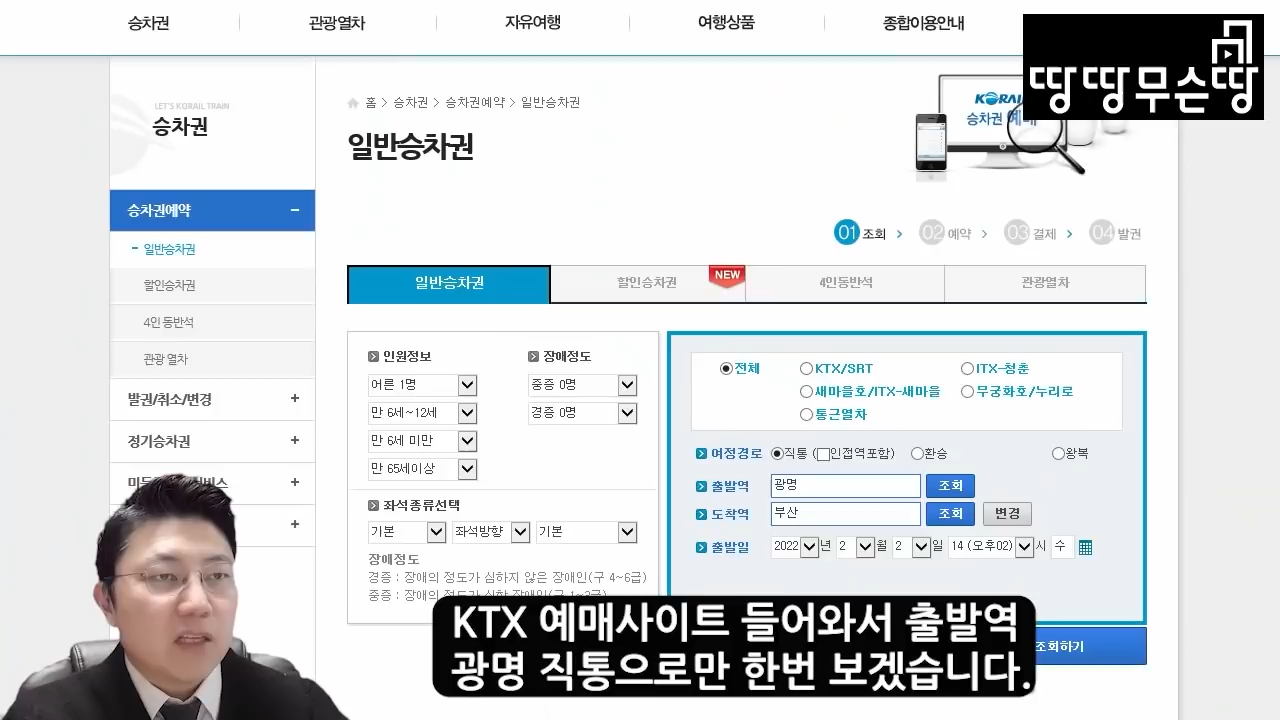 승차권
관광열차
자유여행
여행상품
종합이용안내
땅땅무슨땅
LET'S KORAIL TRAIN
승차권
홈 > 승차권 > 승차권예약 > 일반승차권
일반승차권
KORAIL
승차권 예매
승차권예약 −
일반승차권
할인승차권
4인 동반석
관광 열차
발권/취소/변경 +
정기승차권 +
+
+
01 조회 > 02 예약 > 03 결제 > 04 발권
일반승차권
할인승차권
NEW
4인동반석
관광열차
인원정보
장애정도
어른 1명
중증 0명
만 6세~12세
경증 0명
만 6세 미만
만 65세이상
좌석종류선택
기본 좌석방향 기본
장애정도
경증 : 장애의 정도가 심하지 않은 장애인(구 4~6급)
중증 : 장애의 정도가 심한 장애인(구 1~3급)
전체 KTX/SRT ITX-청춘
새마을호/ITX-새마을 무궁화호/누리로
통근열차
여정경로 직통 (인접역포함) 환승 왕복
출발역 광명 조회
도착역 부산 조회 변경
출발일 2022 년 2 월 2 일 14 (오후02) 시 수
조회하기
KTX 예매사이트 들어와서 출발역
광명 직통으로만 한번 보겠습니다.